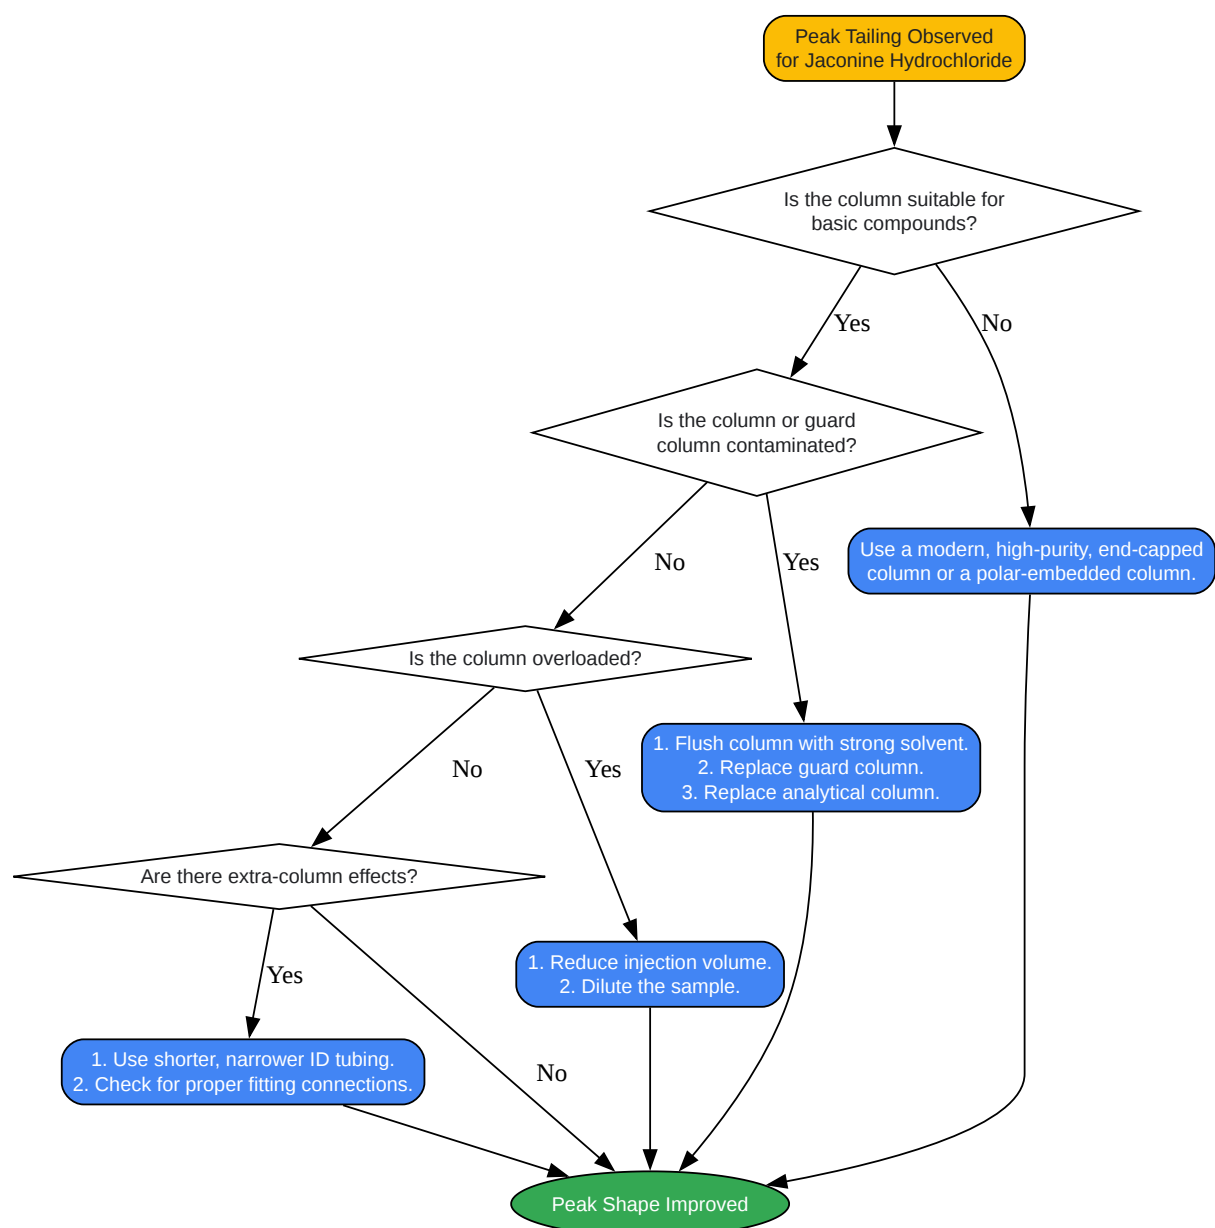 Peak Tailing Observed
for Jaconine Hydrochloride
Is the column suitable for
basic compounds?
Yes
No
Is the column or guard
column contaminated?
No
Yes
Use a modern, high-purity, end-capped
column or a polar-embedded column.
Is the column overloaded?
No
Yes
1. Flush column with strong solvent.
2. Replace guard column.
3. Replace analytical column.
Are there extra-column effects?
Yes
No
1. Reduce injection volume.
2. Dilute the sample.
1. Use shorter, narrower ID tubing.
2. Check for proper fitting connections.
Peak Shape Improved